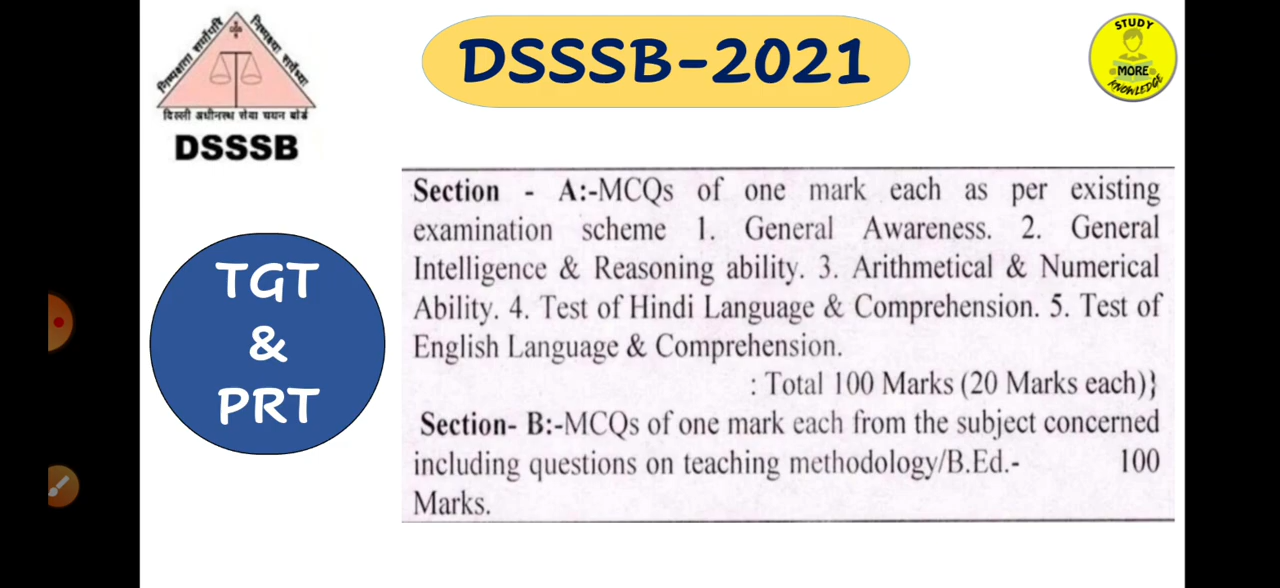 DSSSB-2021
STUDY
MORE
KNOWLEDGE
दिल्ली अधीनस्थ सेवा चयन बोर्ड
DSSSB
TGT
&
PRT
Section - A:-MCQs of one mark each as per existing
examination scheme 1. General Awareness. 2. General
Intelligence & Reasoning ability. 3. Arithmetical & Numerical
Ability. 4. Test of Hindi Language & Comprehension. 5. Test of
English Language & Comprehension.
: Total 100 Marks (20 Marks each)}
Section- B:-MCQs of one mark each from the subject concerned
including questions on teaching methodology/B.Ed.- 100
Marks.